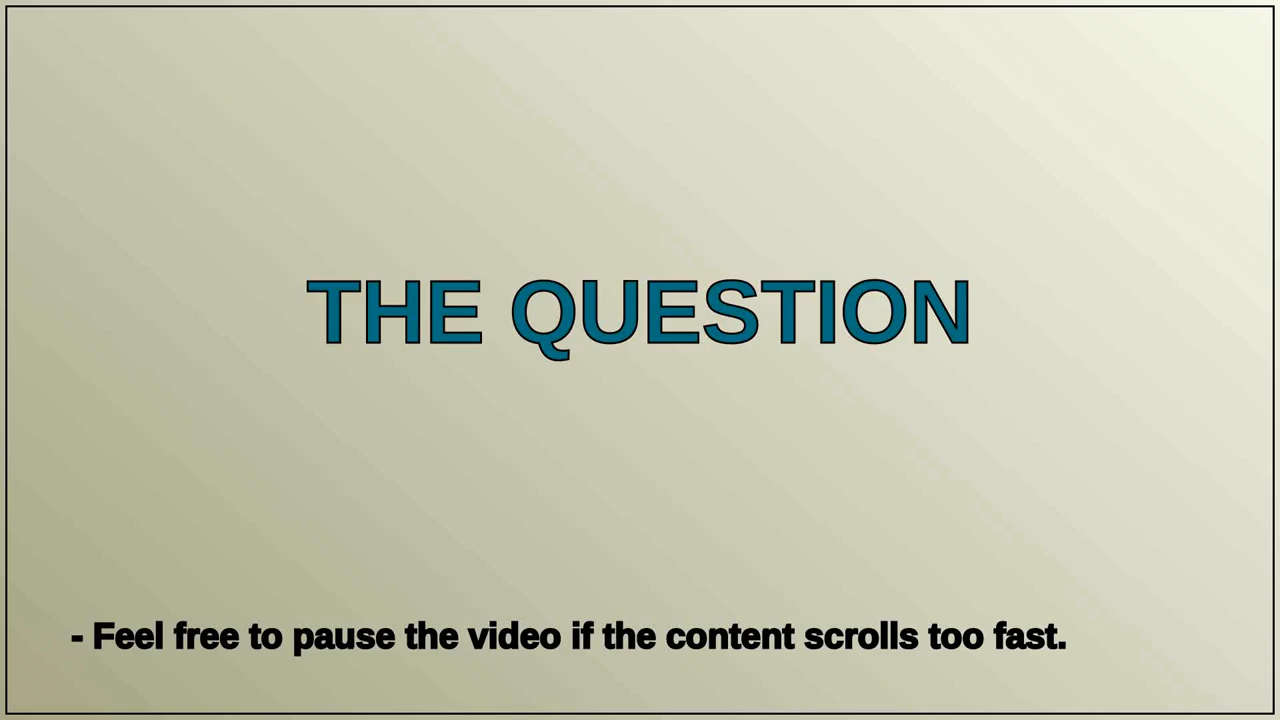 THE QUESTION
- Feel free to pause the video if the content scrolls too fast.